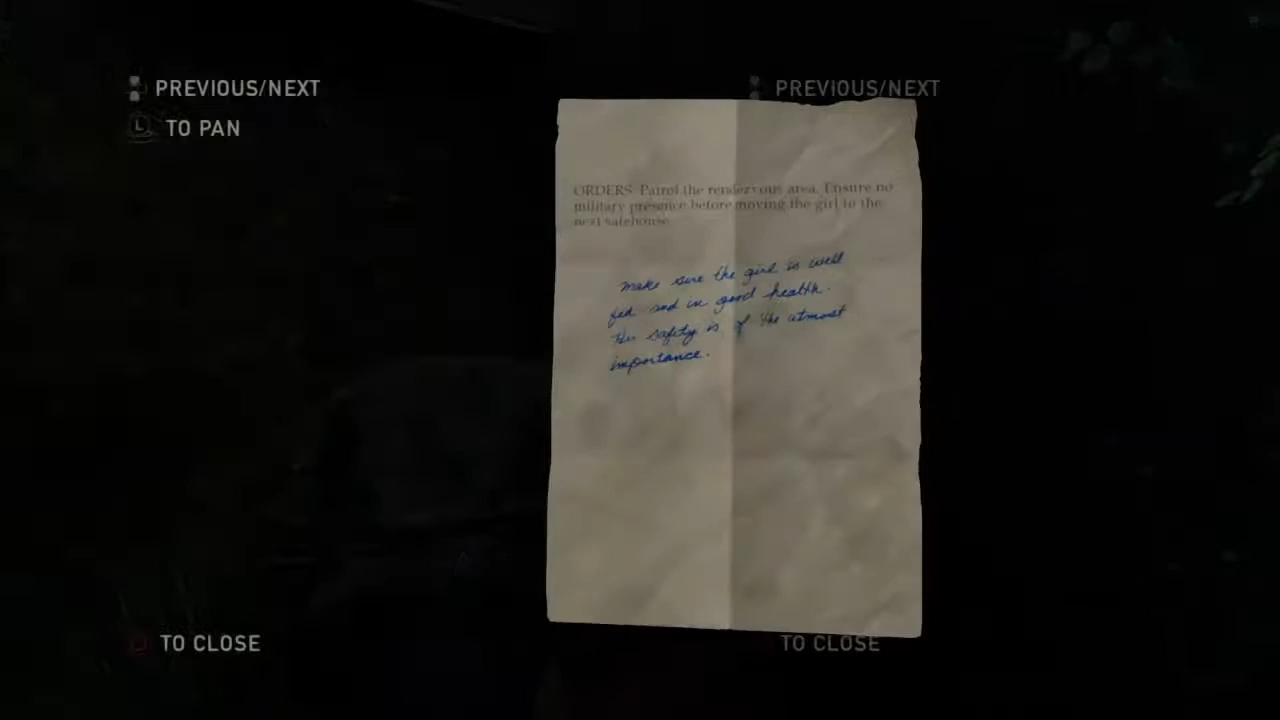 PREVIOUS/NEXT
PREVIOUS/NEXT
L TO PAN
ORDERS: Patrol the rendezvous area. Ensure no
military presence before moving the girl to the
next safehouse.
Make sure the girl is well
fed and in good health.
Her safety is of the utmost
importance.
TO CLOSE
TO CLOSE